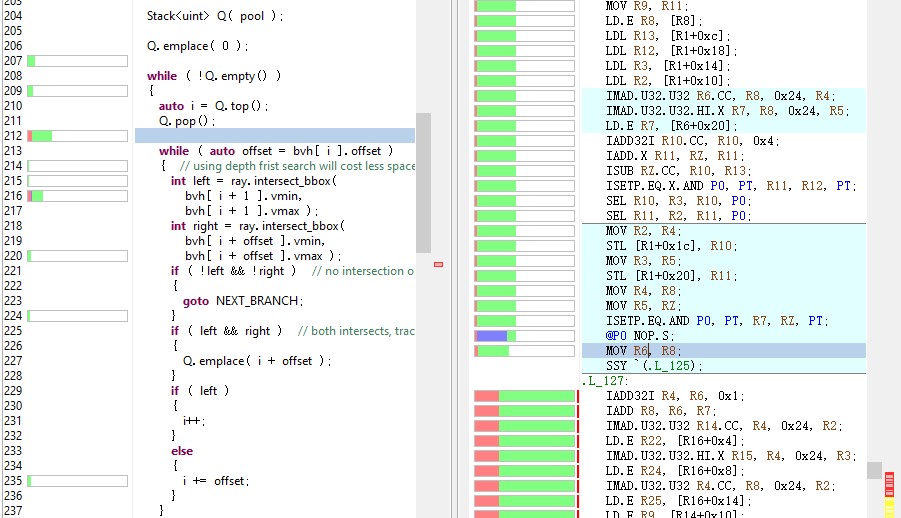 203
204 Stack<uint> Q( pool );
205
206 Q.emplace( 0 );
207
208 while ( !Q.empty() )
209 {
210 auto i = Q.top();
211 Q.pop();
212
213 while ( auto offset = bvh[ i ].offset )
214 { // using depth frist search will cost less space
215 int left = ray.intersect_bbox(
216 bvh[ i + 1 ].vmin,
217 bvh[ i + 1 ].vmax );
218 int right = ray.intersect_bbox(
219 bvh[ i + offset ].vmin,
220 bvh[ i + offset ].vmax );
221 if ( !left && !right ) // no intersection o
222 {
223 goto NEXT_BRANCH;
224 }
225 if ( left && right ) // both intersects, trac
226 {
227 Q.emplace( i + offset );
228 }
229 if ( left )
230 {
231 i++;
232 }
233 else
234 {
235 i += offset;
236 }
237 }
MOV R9, R11;
LD.E R8, [R8];
LDL R13, [R1+0xc];
LDL R12, [R1+0x18];
LDL R3, [R1+0x14];
LDL R2, [R1+0x10];
IMAD.U32.U32 R6.CC, R8, 0x24, R4;
IMAD.U32.U32.HI.X R7, R8, 0x24, R5;
LD.E R7, [R6+0x20];
IADD32I R10.CC, R10, 0x4;
IADD.X R11, RZ, R11;
ISUB RZ.CC, R10, R13;
ISETP.EQ.X.AND P0, PT, R11, R12, PT;
SEL R10, R3, R10, P0;
SEL R11, R2, R11, P0;
MOV R2, R4;
STL [R1+0x1c], R10;
MOV R3, R5;
STL [R1+0x20], R11;
MOV R4, R8;
MOV R5, RZ;
ISETP.EQ.AND P0, PT, R7, RZ, PT;
@P0 NOP.S;
MOV R6, R8;
SSY `(.L_125);
.L_127:
IADD32I R4, R6, 0x1;
IADD R8, R6, R7;
IMAD.U32.U32 R14.CC, R4, 0x24, R2;
LD.E R22, [R16+0x4];
IMAD.U32.U32.HI.X R15, R4, 0x24, R3;
LD.E R24, [R16+0x8];
IMAD.U32.U32 R4.CC, R8, 0x24, R2;
LD.E R25, [R16+0x14];
LD.E R9, [R14+0x10];